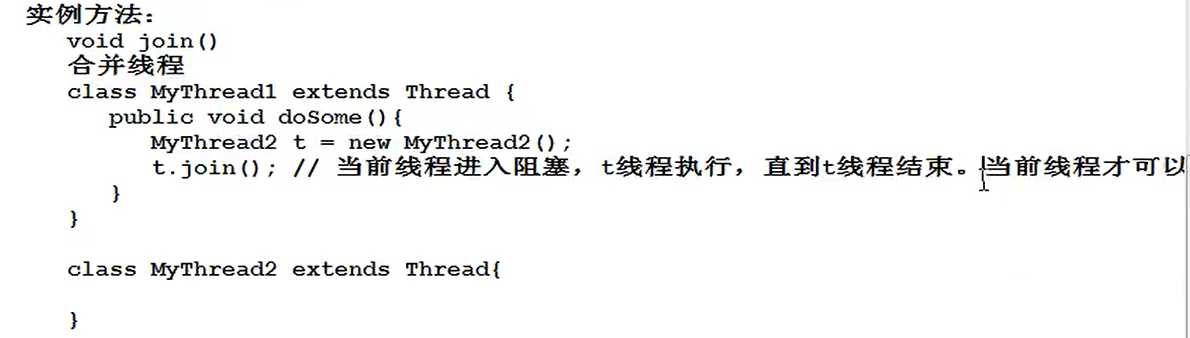 实例方法：
void join()
合并线程
class MyThread1 extends Thread {
public void doSome(){
MyThread2 t = new MyThread2();
t.join(); // 当前线程进入阻塞，t线程执行，直到t线程结束。当前线程才可以
}
}
class MyThread2 extends Thread{
}